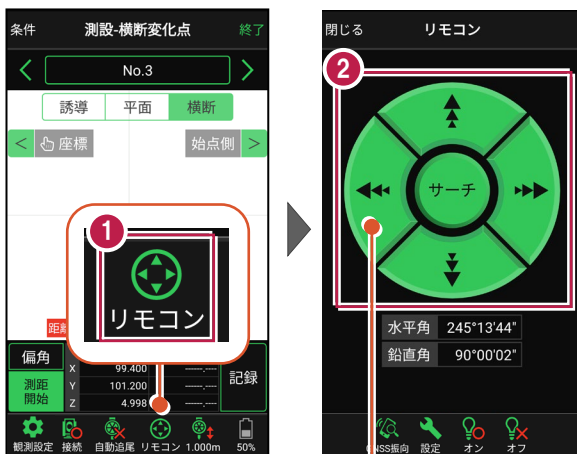 条件 測設-横断変化点 終了
< No.3 >
誘導 平面 横断
< 座標 始点側 >
1
リモコン
偏角
測距
開始
X 99.400 -----.---
Y 101.200 -----.---
Z 4.998 -----.---
記録
観測設定 接続 自動追尾 リモコン 1.000m 50%
閉じる リモコン
2
サーチ
水平角 245°13'44"
鉛直角 90°00'02"
GNSS振向 設定 オン オフ